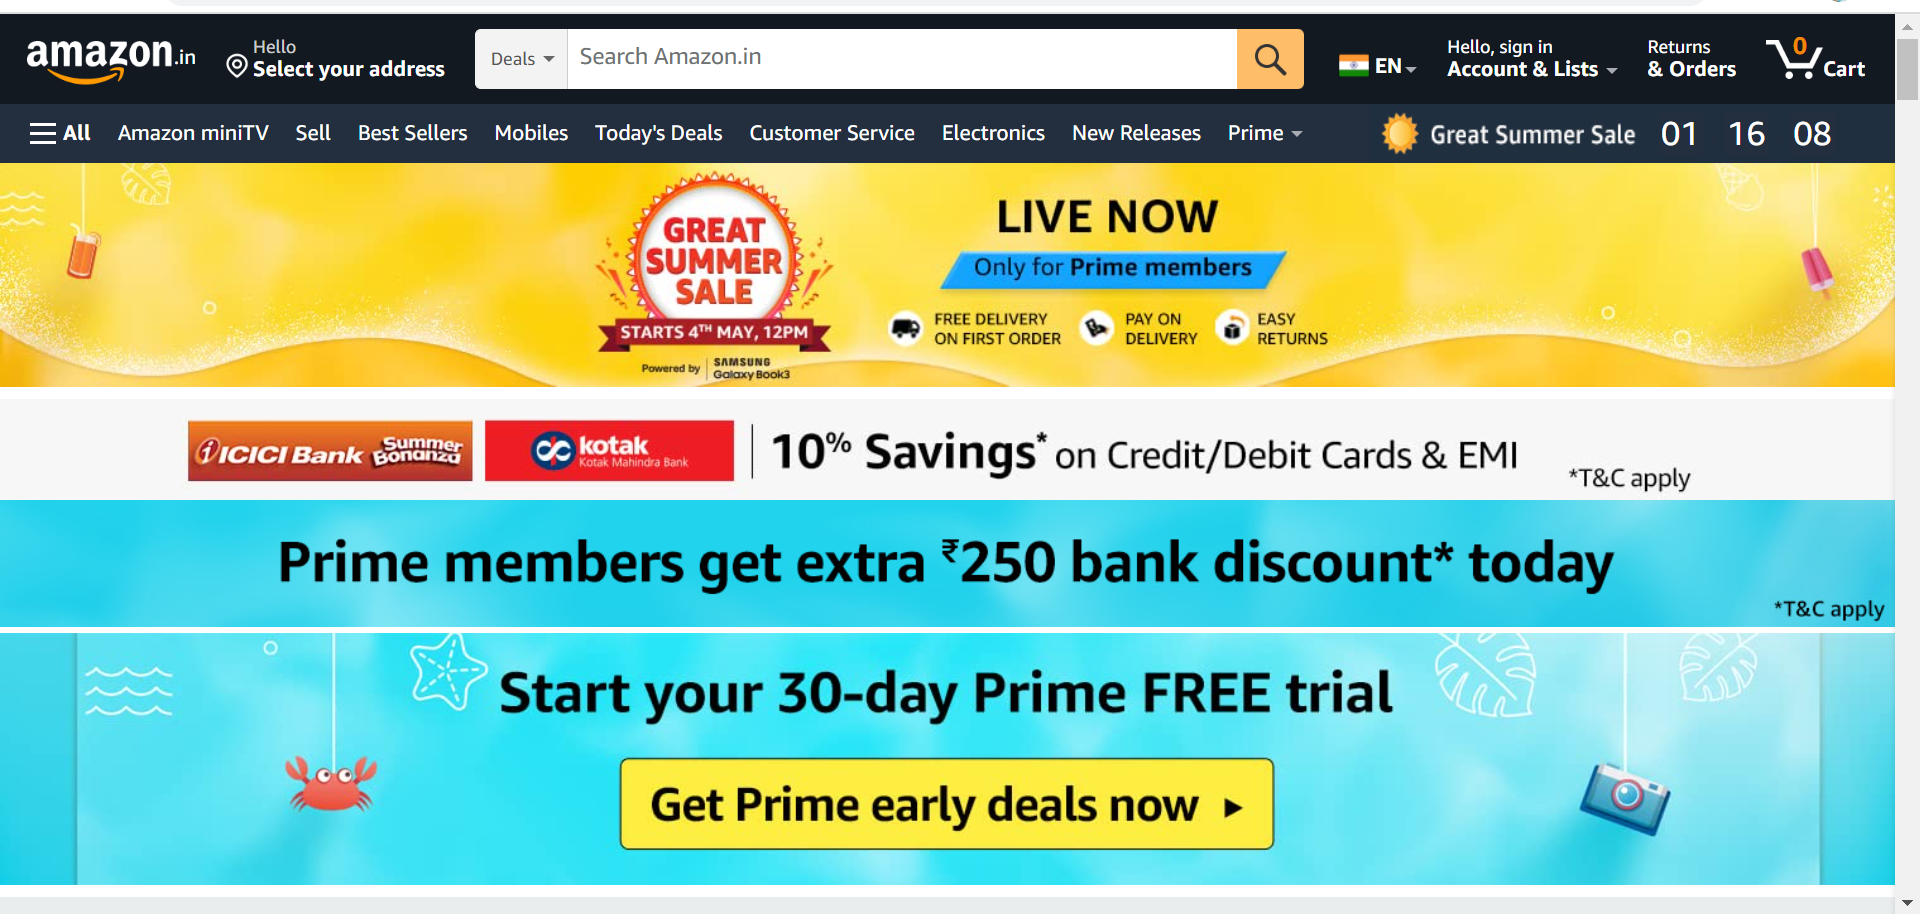 amazon.in
Hello
Select your address
Deals
Search Amazon.in
EN
Hello, sign in
Account & Lists
Returns
& Orders
0
Cart
All
Amazon miniTV
Sell
Best Sellers
Mobiles
Today's Deals
Customer Service
Electronics
New Releases
Prime
Great Summer Sale 01 16 08
GREAT
SUMMER
SALE
STARTS 4TH MAY, 12PM
Powered by
SAMSUNG
Galaxy Book3
LIVE NOW
Only for Prime members
FREE DELIVERY
ON FIRST ORDER
PAY ON
DELIVERY
EASY
RETURNS
ICICI Bank
Summer
Bonanza
kotak
Kotak Mahindra Bank
10% Savings* on Credit/Debit Cards & EMI
*T&C apply
Prime members get extra ₹250 bank discount* today
*T&C apply
Start your 30-day Prime FREE trial
Get Prime early deals now